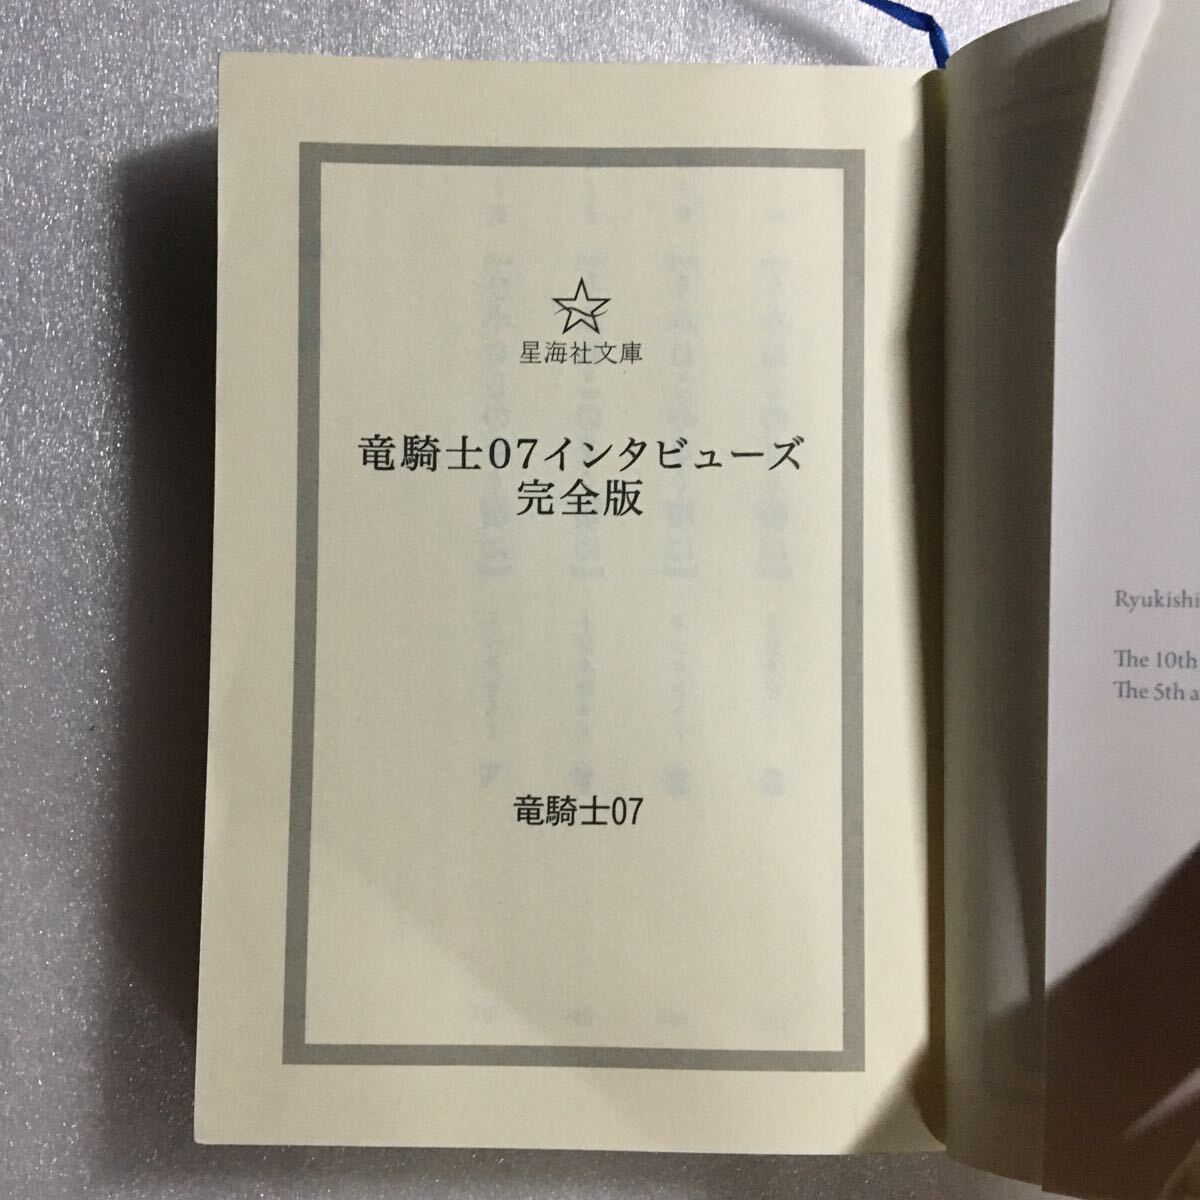 星海社文庫
竜騎士07インタビューズ
完全版
竜騎士07
Ryukishi
The 10th
The 5th a